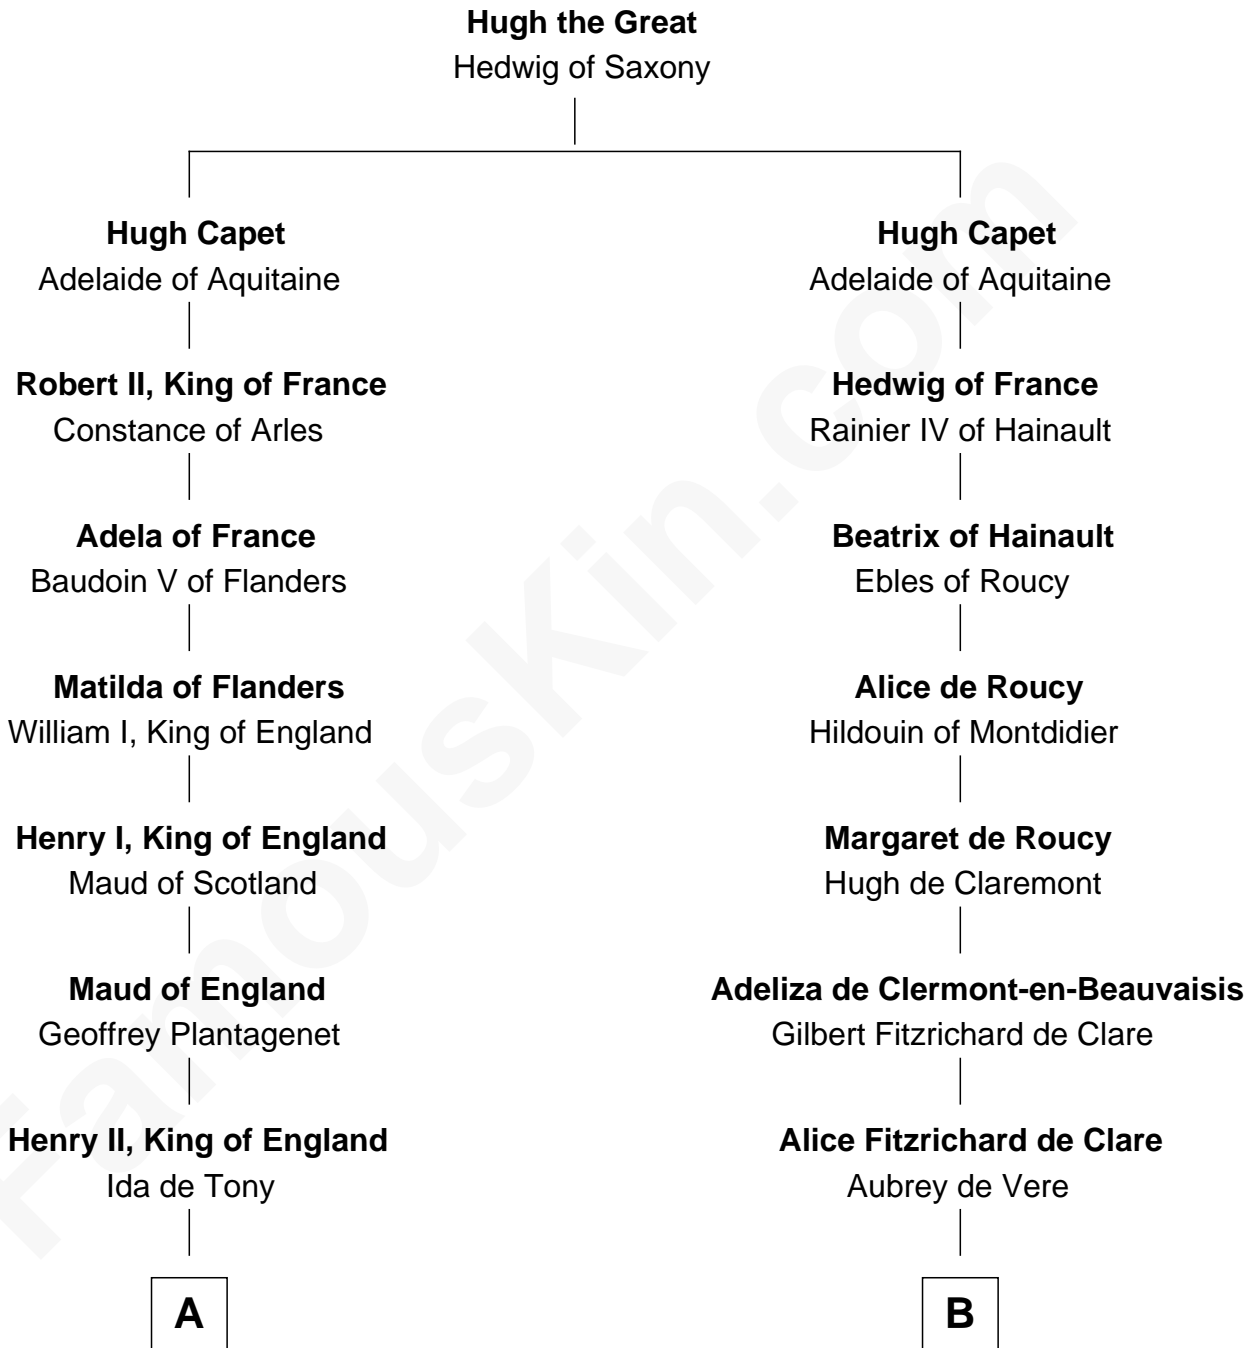 Hugh the Great
Hedwig of Saxony
Hugh Capet
Adelaide of Aquitaine
Robert II, King of France
Constance of Arles
Adela of France
Baudoin V of Flanders
Matilda of Flanders
William I, King of England
Henry I, King of England
Maud of Scotland
Maud of England
Geoffrey Plantagenet
Henry II, King of England
Ida de Tony
A
Hugh Capet
Adelaide of Aquitaine
Hedwig of France
Rainier IV of Hainault
Beatrix of Hainault
Ebles of Roucy
Alice de Roucy
Hildouin of Montdidier
Margaret de Roucy
Hugh de Claremont
Adeliza de Clermont-en-Beauvaisis
Gilbert Fitzrichard de Clare
Alice Fitzrichard de Clare
Aubrey de Vere
B
FamousKin.com